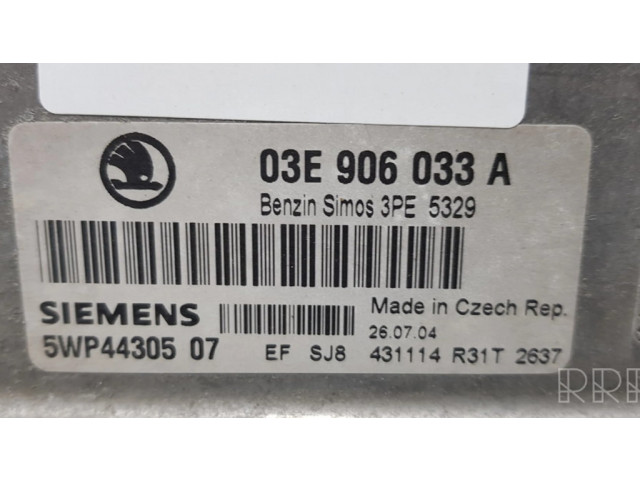 03E 906 033 A
Benzin Simos 3PE 5329
SIEMENS
Made in Czech Rep.
26.07.04
5WP44305 07
EF SJ8 431114 R31T 2637
RRR